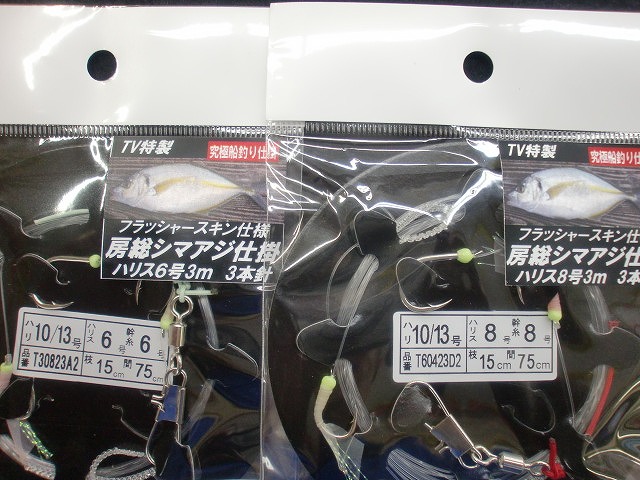 TV特製
究極船釣り仕掛
フラッシャースキン仕様
房総シマアジ仕掛
ハリス6号3m 3本針
ハリ 10/13号 ハリス 6号 幹糸 6号
品番 T30823A2 枝 15cm 間 75cm
TV特製
究極船釣り仕掛
フラッシャースキン仕
房総シマアジ仕
ハリス8号3m 3本
ハリ 10/13号 ハリス 8号 幹糸 8号
品番 T60423D2 枝 15cm 間 75cm